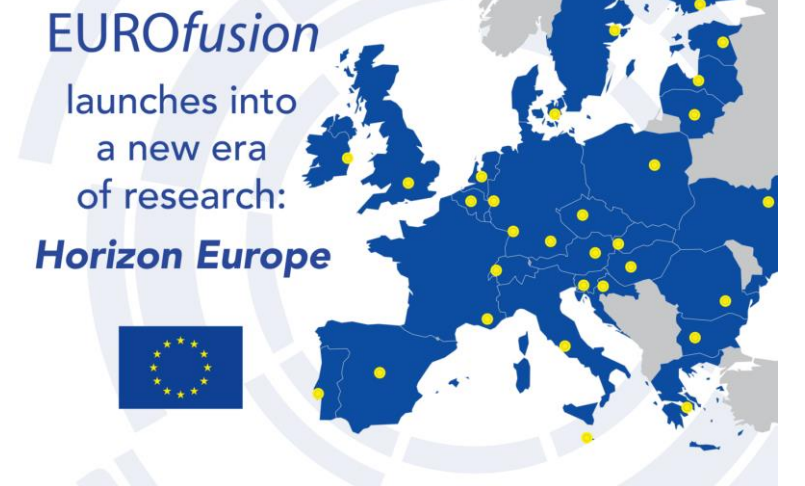 EUROfusion
launches into
a new era
of research:
Horizon Europe